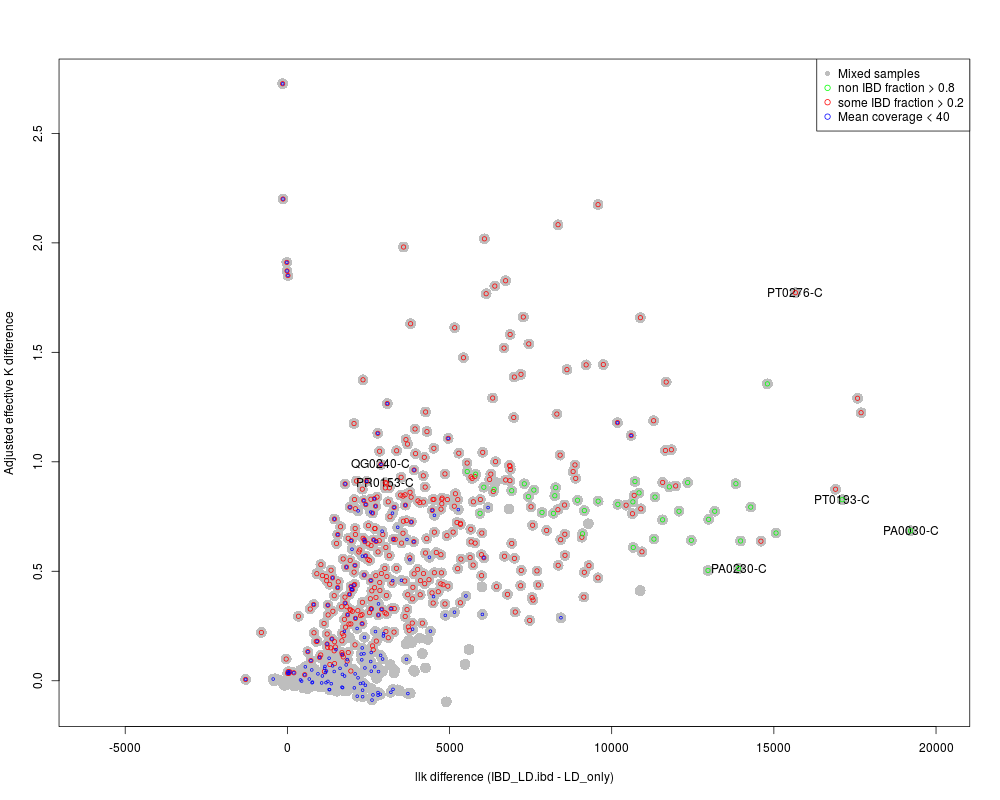 Mixed samples
non IBD fraction > 0.8
some IBD fraction > 0.2
Mean coverage < 40
2.5
2.0
1.5
1.0
0.5
0.0
Adjusted effective K difference
PT0276-C
QG0240-C
PR0153-C
PT0193-C
PA0030-C
PA0230-C
-5000
0
5000
10000
15000
20000
llk difference (IBD_LD.ibd - LD_only)